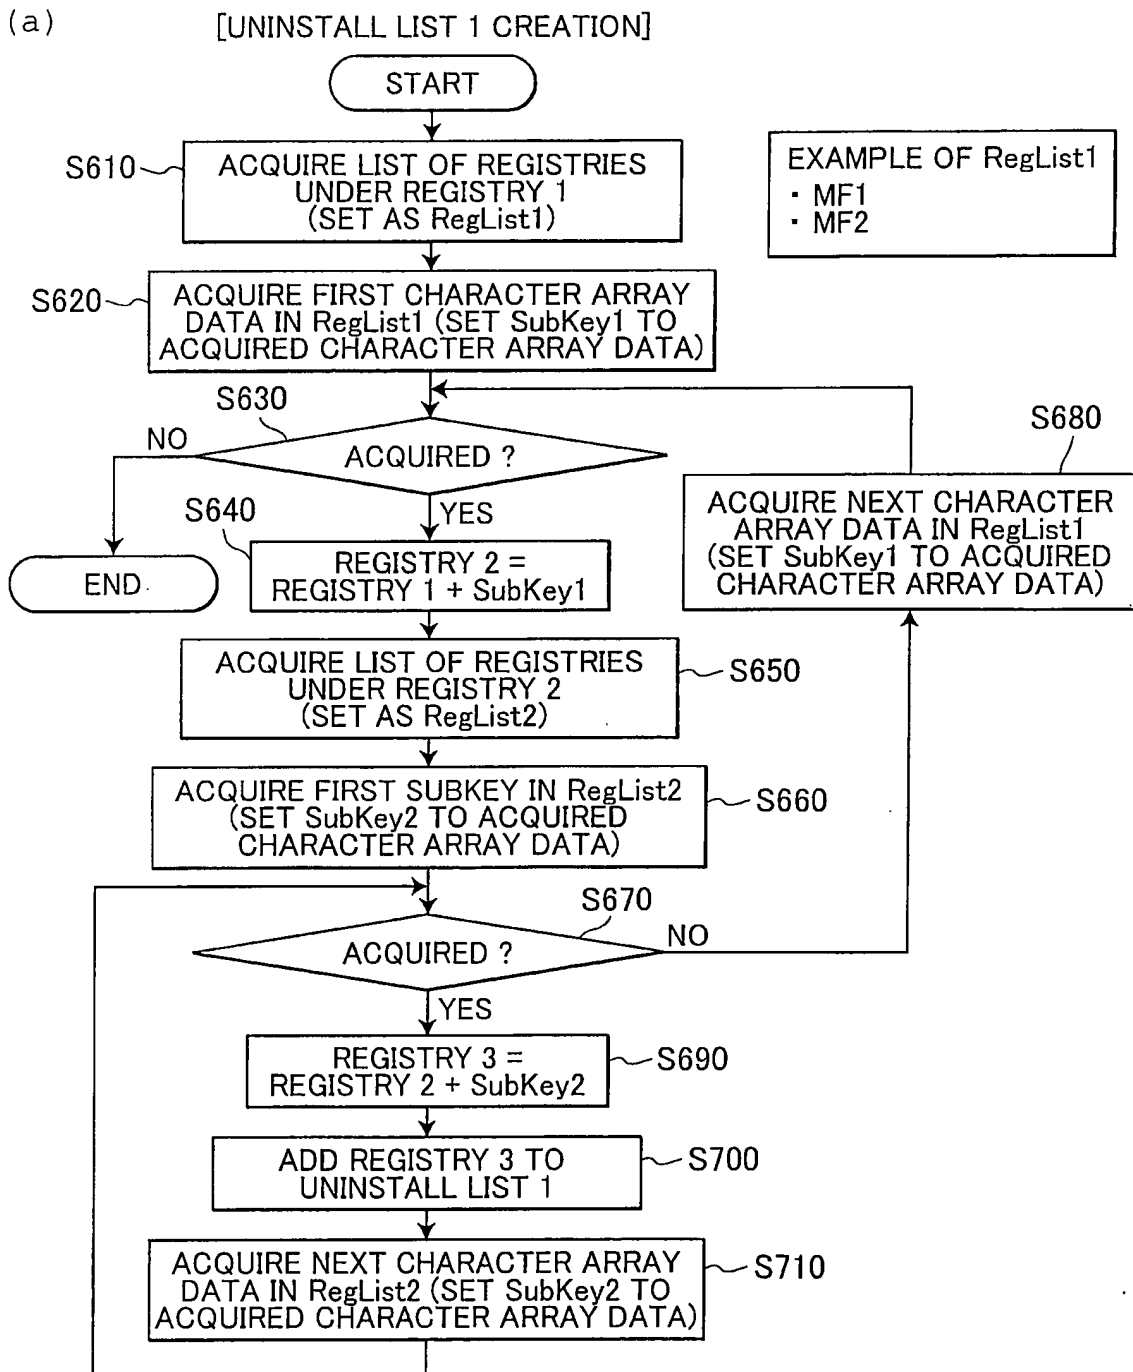 (a)
[UNINSTALL LIST 1 CREATION]
START
S610
ACQUIRE LIST OF REGISTRIES
UNDER REGISTRY 1
(SET AS RegList1)
EXAMPLE OF RegList1
・ MF1
・ MF2
S620
ACQUIRE FIRST CHARACTER ARRAY
DATA IN RegList1 (SET SubKey1 TO
ACQUIRED CHARACTER ARRAY DATA)
S630
NO
ACQUIRED ?
YES
END
S640
REGISTRY 2 =
REGISTRY 1 + SubKey1
S680
ACQUIRE NEXT CHARACTER
ARRAY DATA IN RegList1
(SET SubKey1 TO ACQUIRED
CHARACTER ARRAY DATA)
ACQUIRE LIST OF REGISTRIES
UNDER REGISTRY 2
(SET AS RegList2)
S650
ACQUIRE FIRST SUBKEY IN RegList2
(SET SubKey2 TO ACQUIRED
CHARACTER ARRAY DATA)
S660
S670
ACQUIRED ?
NO
YES
REGISTRY 3 =
REGISTRY 2 + SubKey2
S690
ADD REGISTRY 3 TO
UNINSTALL LIST 1
S700
ACQUIRE NEXT CHARACTER ARRAY
DATA IN RegList2 (SET SubKey2 TO
ACQUIRED CHARACTER ARRAY DATA)
S710